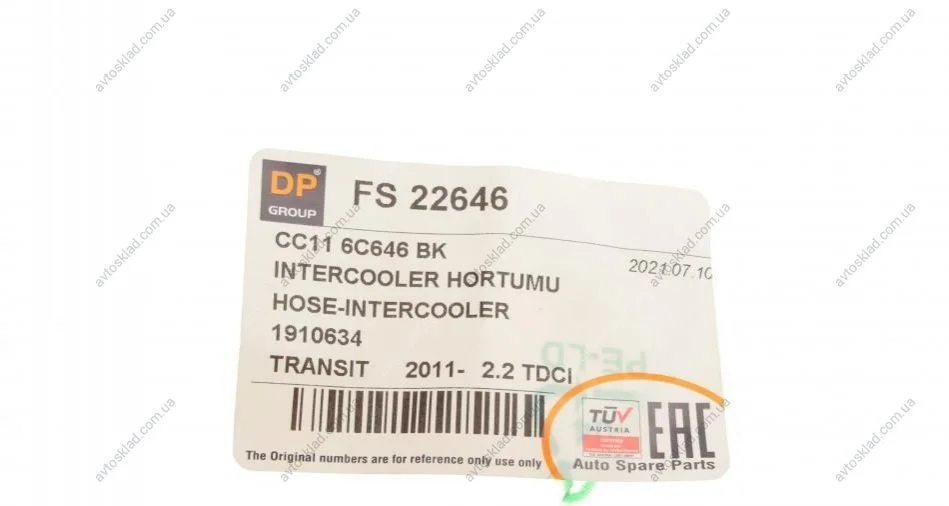 DP® FS 22646
GROUP
CC11 6C646 BK
2021.07.10
INTERCOOLER HORTUMU
HOSE-INTERCOOLER
1910634
TRANSIT 2011- 2.2 TDCI
TÜV
AUSTRIA
EAC
The Original numbers are for reference only use only
Auto Spare Parts
avtosklad.com.ua